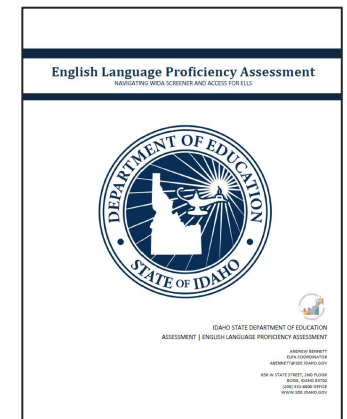 English Language Proficiency Assessment
NAVIGATING WIDA SCREENER AND ACCESS FOR ELLS
DEPARTMENT OF EDUCATION
STATE OF IDAHO
IDAHO STATE DEPARTMENT OF EDUCATION
ASSESSMENT | ENGLISH LANGUAGE PROFICIENCY ASSESSMENT
ANDREW BENNETT
ELPA COORDINATOR
ABENNETT@SDE.IDAHO.GOV
650 W STATE STREET, 2ND FLOOR
BOISE, IDAHO 83702
(208) 332-6800 OFFICE
WWW.SDE.IDAHO.GOV